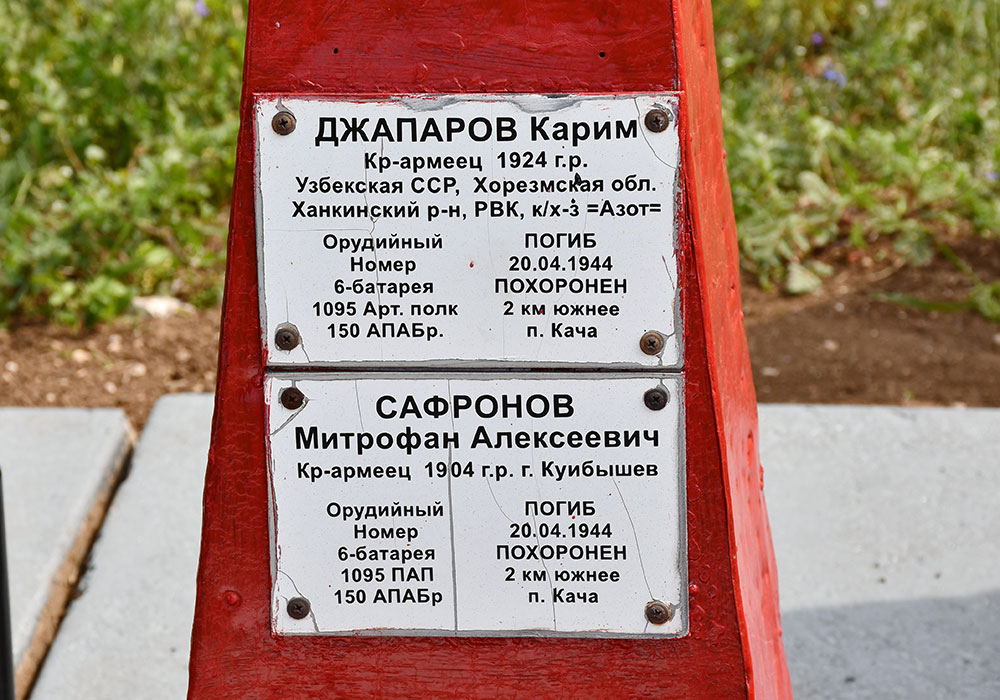 ДЖАПАРОВ Карим
Кр-армеец 1924 г.р.
Узбекская ССР, Хорезмская обл.
Ханкинский р-н, РВК, к/х-з =Азот=
Орудийный
Номер
6-батарея
1095 Арт. полк
150 АПАБр.
ПОГИБ
20.04.1944
ПОХОРОНЕН
2 км южнее
п. Кача
САФРОНОВ
Митрофан Алексеевич
Кр-армеец 1904 г.р. г. Куибышев
Орудийный
Номер
6-батарея
1095 ПАП
150 АПАБр
ПОГИБ
20.04.1944
ПОХОРОНЕН
2 км южнее
п. Кача